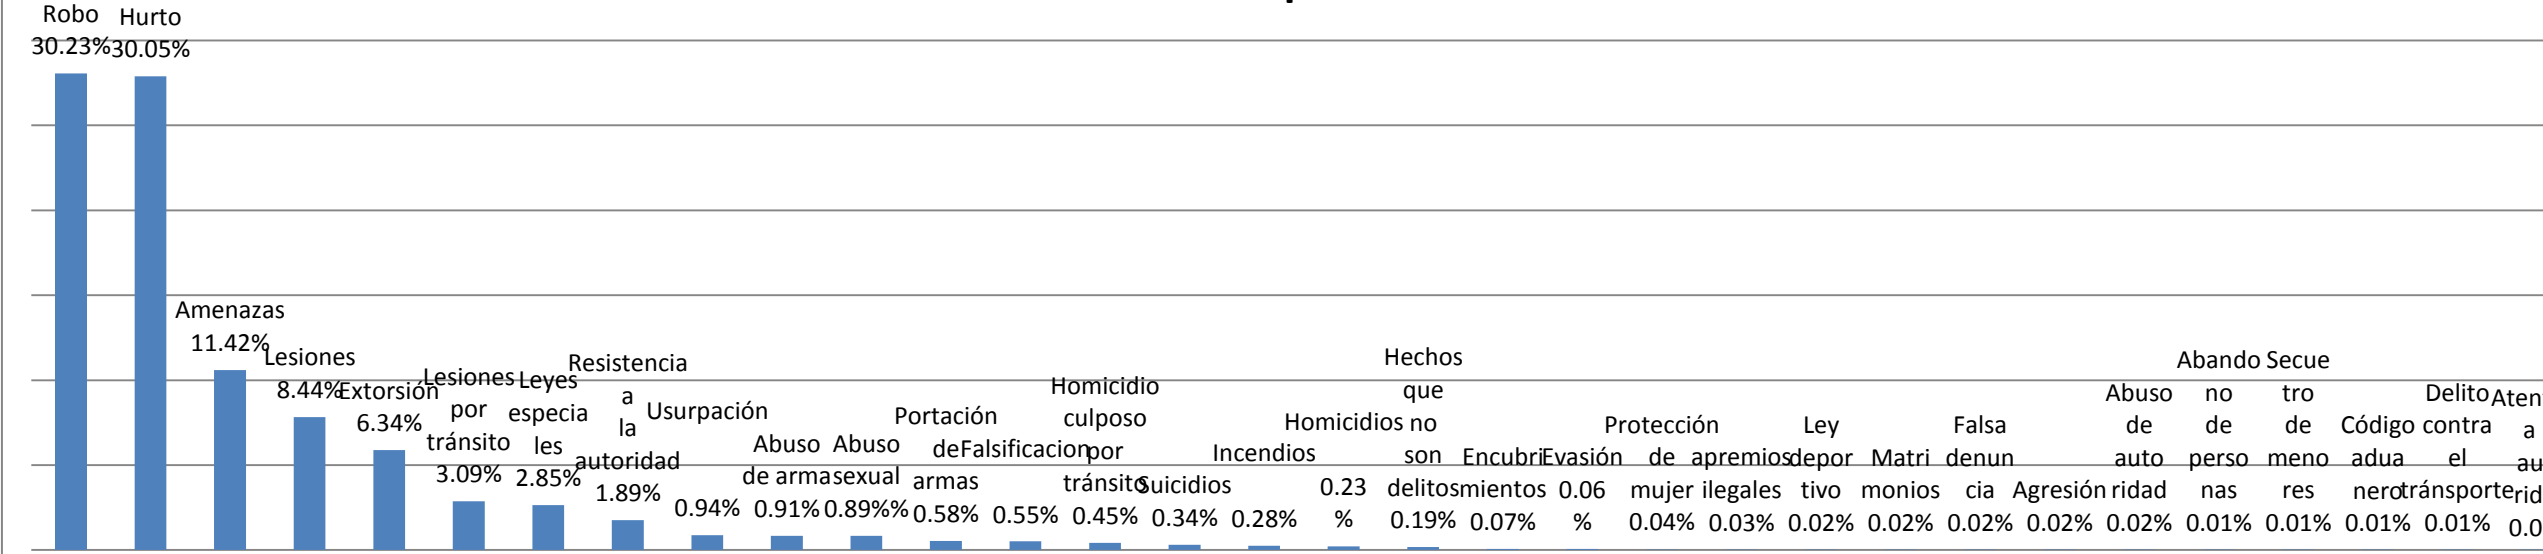 Robo
30.23%
Hurto
30.05%
Amenazas
11.42%
Lesiones
8.44%
Extorsión
6.34%
Lesiones
por
tránsito
3.09%
Leyes
especia
les
2.85%
Resistencia
a
la
autoridad
1.89%
Usurpación
0.94%
Abuso
de arma
0.91%
Abuso
sexual
0.89%%
Portación
de
armas
0.58%
Falsificacion
0.55%
Homicidio
culposo
por
tránsito
0.45%
Suicidios
0.34%
Incendios
0.28%
Homicidios
0.23
%
Hechos
que
no
son
delitos
0.19%
Encubri
mientos
0.07%
Evasión
0.06
%
Protección
de
mujer
0.04%
apremios
ilegales
0.03%
Ley
depor
tivo
0.02%
Matri
monios
0.02%
Falsa
denun
cia
0.02%
Agresión
0.02%
Abuso
de
auto
ridad
0.02%
Abando
no
de
perso
nas
0.01%
Secue
tro
de
meno
res
0.01%
Código
adua
nero
0.01%
Delito
contra
el
tránsporte
0.01%
a